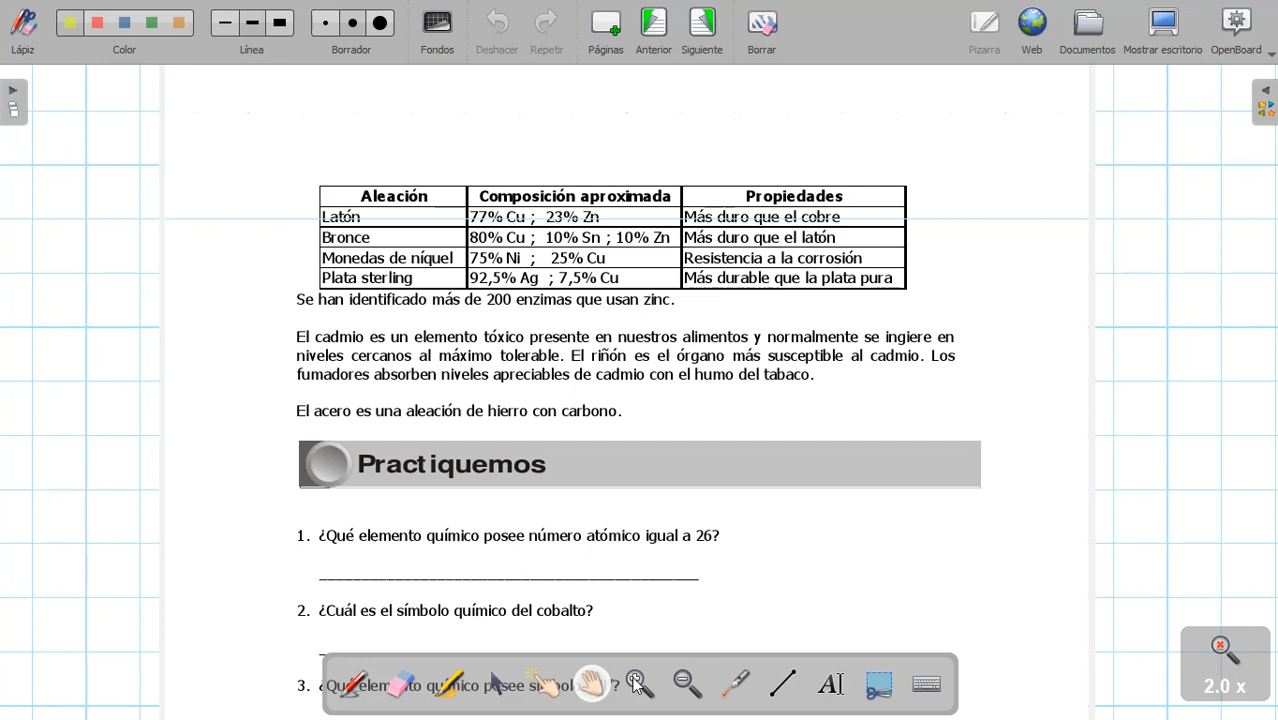 Lápiz Color Línea Borrador Fondos Deshacer Repetir Páginas Anterior Siguiente Borrar Pizarra Web Documentos Mostrar escritorio OpenBoard
Aleación Composición aproximada Propiedades
Latón 77% Cu ; 23% Zn Más duro que el cobre
Bronce 80% Cu ; 10% Sn ; 10% Zn Más duro que el latón
Monedas de níquel 75% Ni ; 25% Cu Resistencia a la corrosión
Plata sterling 92,5% Ag ; 7,5% Cu Más durable que la plata pura
Se han identificado más de 200 enzimas que usan zinc.
El cadmio es un elemento tóxico presente en nuestros alimentos y normalmente se ingiere en
niveles cercanos al máximo tolerable. El riñón es el órgano más susceptible al cadmio. Los
fumadores absorben niveles apreciables de cadmio con el humo del tabaco.
El acero es una aleación de hierro con carbono.
Practiquemos
1. ¿Qué elemento químico posee número atómico igual a 26?
2. ¿Cuál es el símbolo químico del cobalto?
3. ¿Qué elemento químico posee
AI
2.0 x